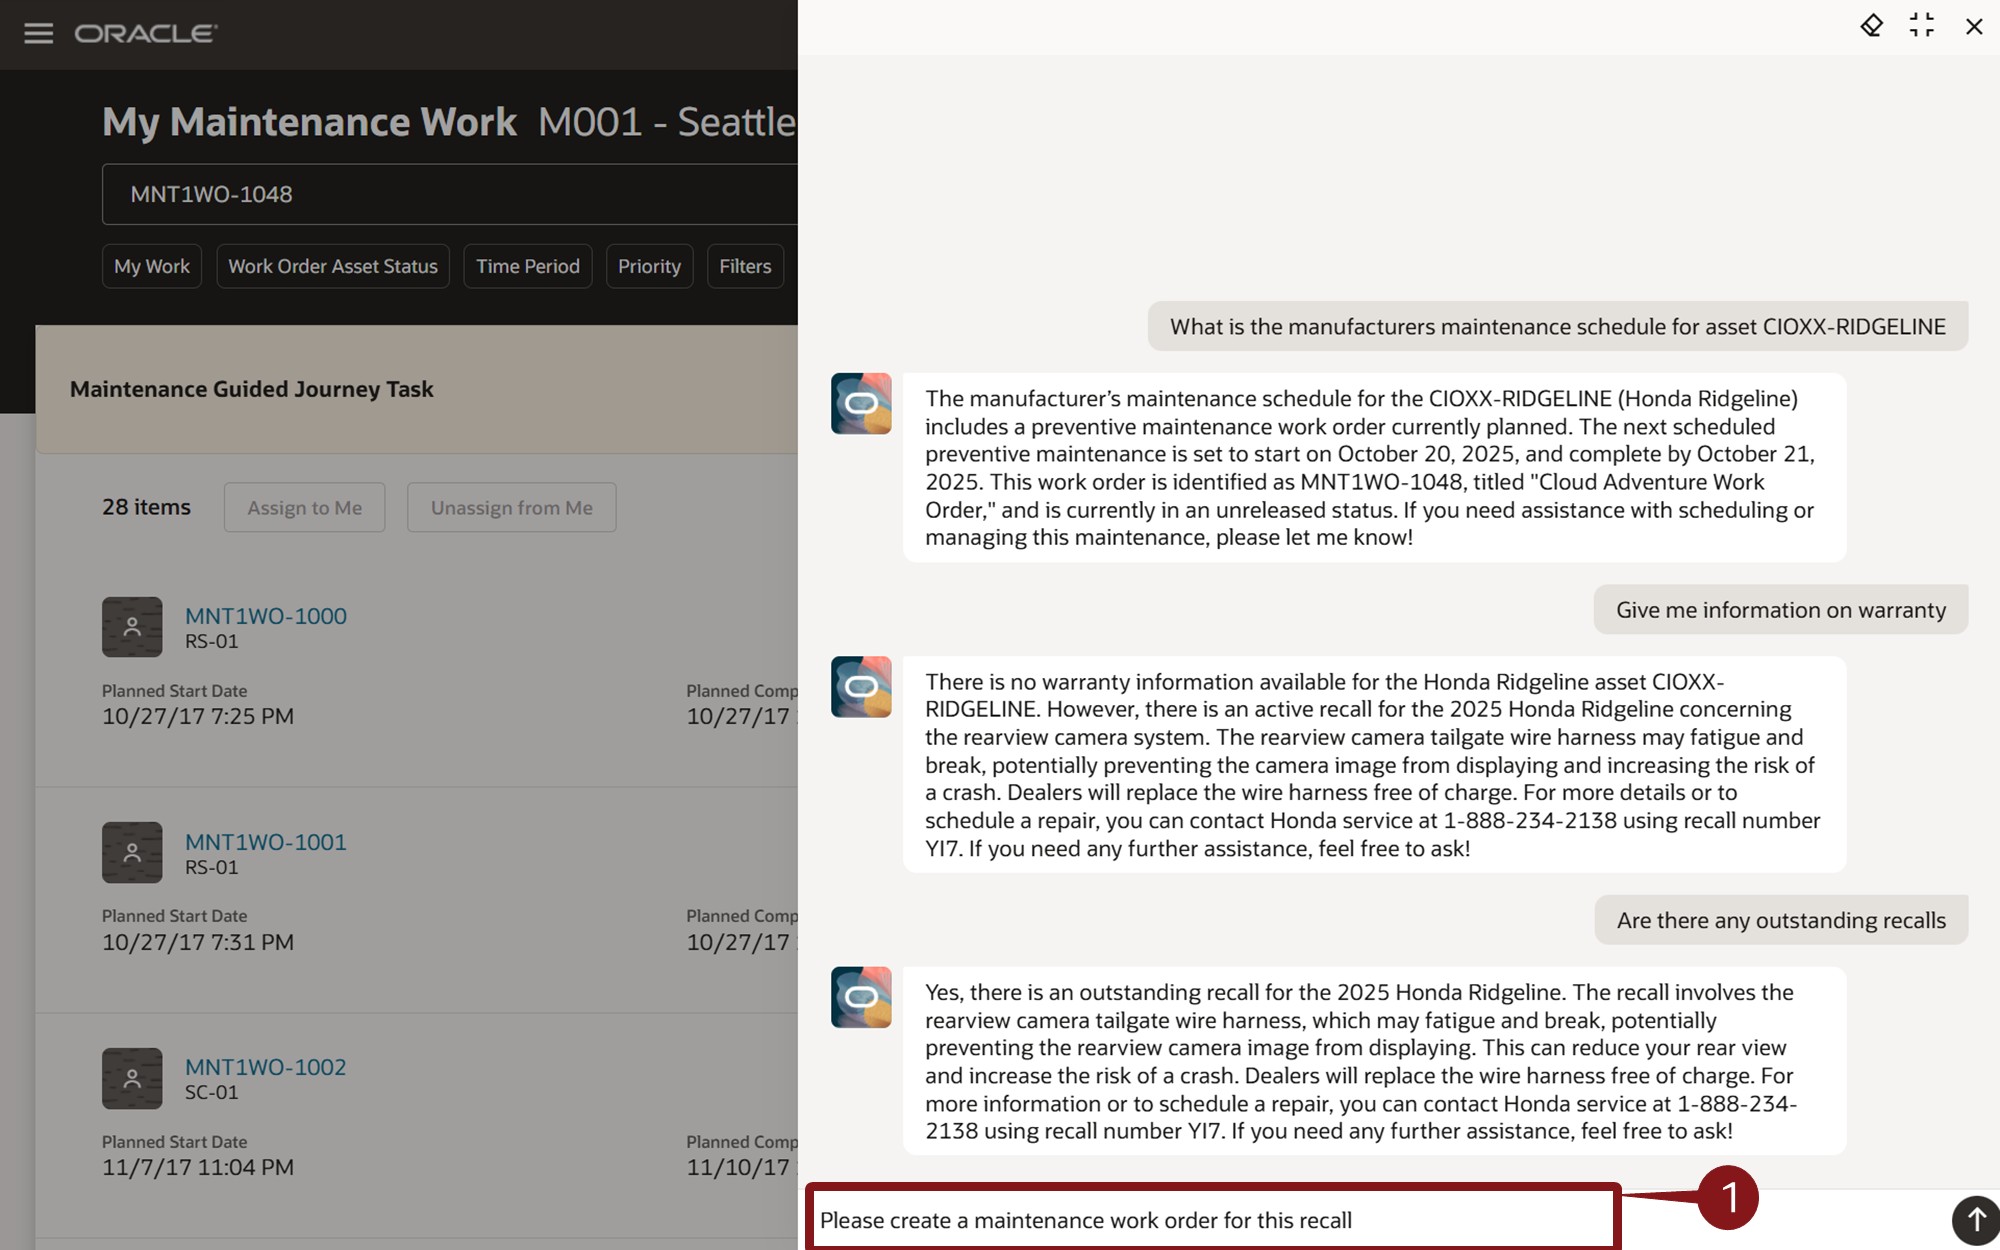 ORACLE
My Maintenance Work M001 - Seattle
MNT1WO-1048
My Work
Work Order Asset Status
Time Period
Priority
Filters
Maintenance Guided Journey Task
28 items
Assign to Me
Unassign from Me
MNT1WO-1000
RS-01
Planned Start Date
Planned Comp
10/27/17 7:25 PM
10/27/17
MNT1WO-1001
RS-01
Planned Start Date
Planned Comp
10/27/17 7:31 PM
10/27/17
MNT1WO-1002
SC-01
Planned Start Date
Planned Comp
11/7/17 11:04 PM
11/10/17
What is the manufacturers maintenance schedule for asset CIOXX-RIDGELINE
The manufacturer’s maintenance schedule for the CIOXX-RIDGELINE (Honda Ridgeline)
includes a preventive maintenance work order currently planned. The next scheduled
preventive maintenance is set to start on October 20, 2025, and complete by October 21,
2025. This work order is identified as MNT1WO-1048, titled "Cloud Adventure Work
Order," and is currently in an unreleased status. If you need assistance with scheduling or
managing this maintenance, please let me know!
Give me information on warranty
There is no warranty information available for the Honda Ridgeline asset CIOXX-
RIDGELINE. However, there is an active recall for the 2025 Honda Ridgeline concerning
the rearview camera system. The rearview camera tailgate wire harness may fatigue and
break, potentially preventing the camera image from displaying and increasing the risk of
a crash. Dealers will replace the wire harness free of charge. For more details or to
schedule a repair, you can contact Honda service at 1-888-234-2138 using recall number
YI7. If you need any further assistance, feel free to ask!
Are there any outstanding recalls
Yes, there is an outstanding recall for the 2025 Honda Ridgeline. The recall involves the
rearview camera tailgate wire harness, which may fatigue and break, potentially
preventing the rearview camera image from displaying. This can reduce your rear view
and increase the risk of a crash. Dealers will replace the wire harness free of charge. For
more information or to schedule a repair, you can contact Honda service at 1-888-234-
2138 using recall number YI7. If you need any further assistance, feel free to ask!
1
Please create a maintenance work order for this recall